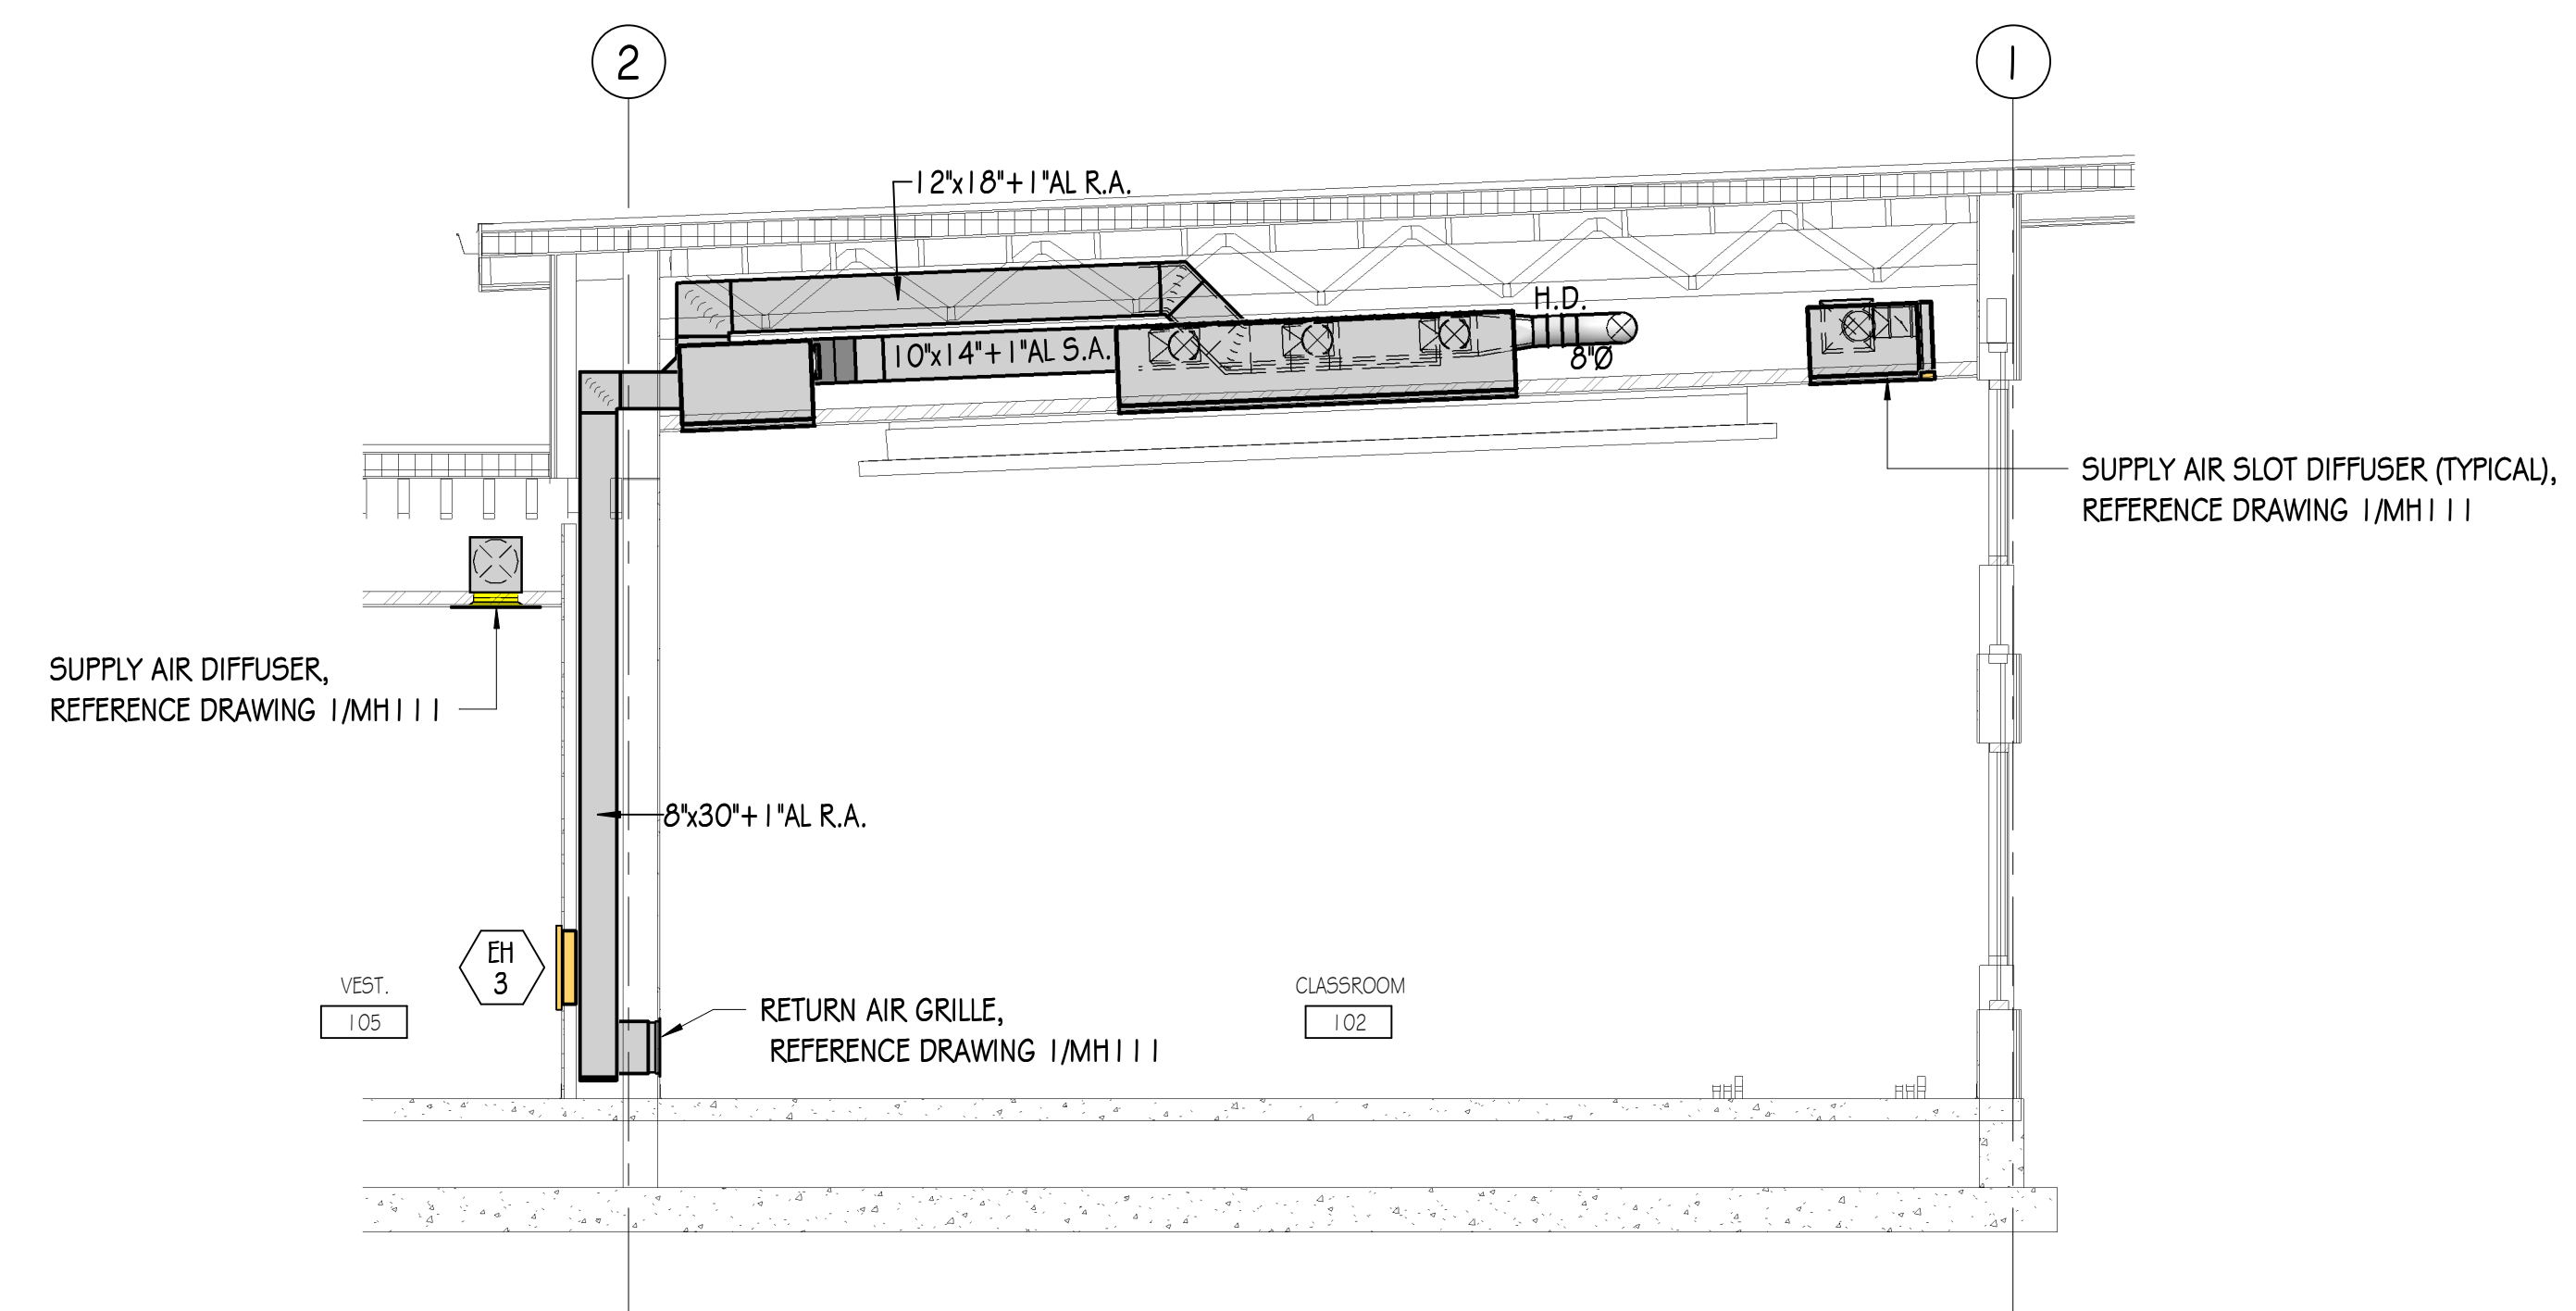 2
1
12"x18"+1"AL R.A.
H.D.
10"x14"+1"AL S.A.
8"Ø
SUPPLY AIR SLOT DIFFUSER (TYPICAL),
REFERENCE DRAWING 1/MH111
SUPPLY AIR DIFFUSER,
REFERENCE DRAWING 1/MH111
8"x30"+1"AL R.A.
EH
3
VEST.
105
RETURN AIR GRILLE,
REFERENCE DRAWING 1/MH111
CLASSROOM
102